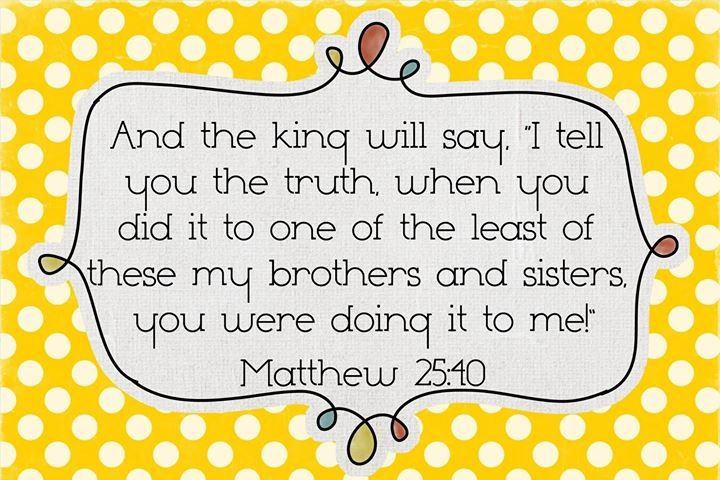 And the king will say, "I tell
you the truth, when you
did it to one of the least of
these my brothers and sisters,
you were doing it to me!"
Matthew 25:40